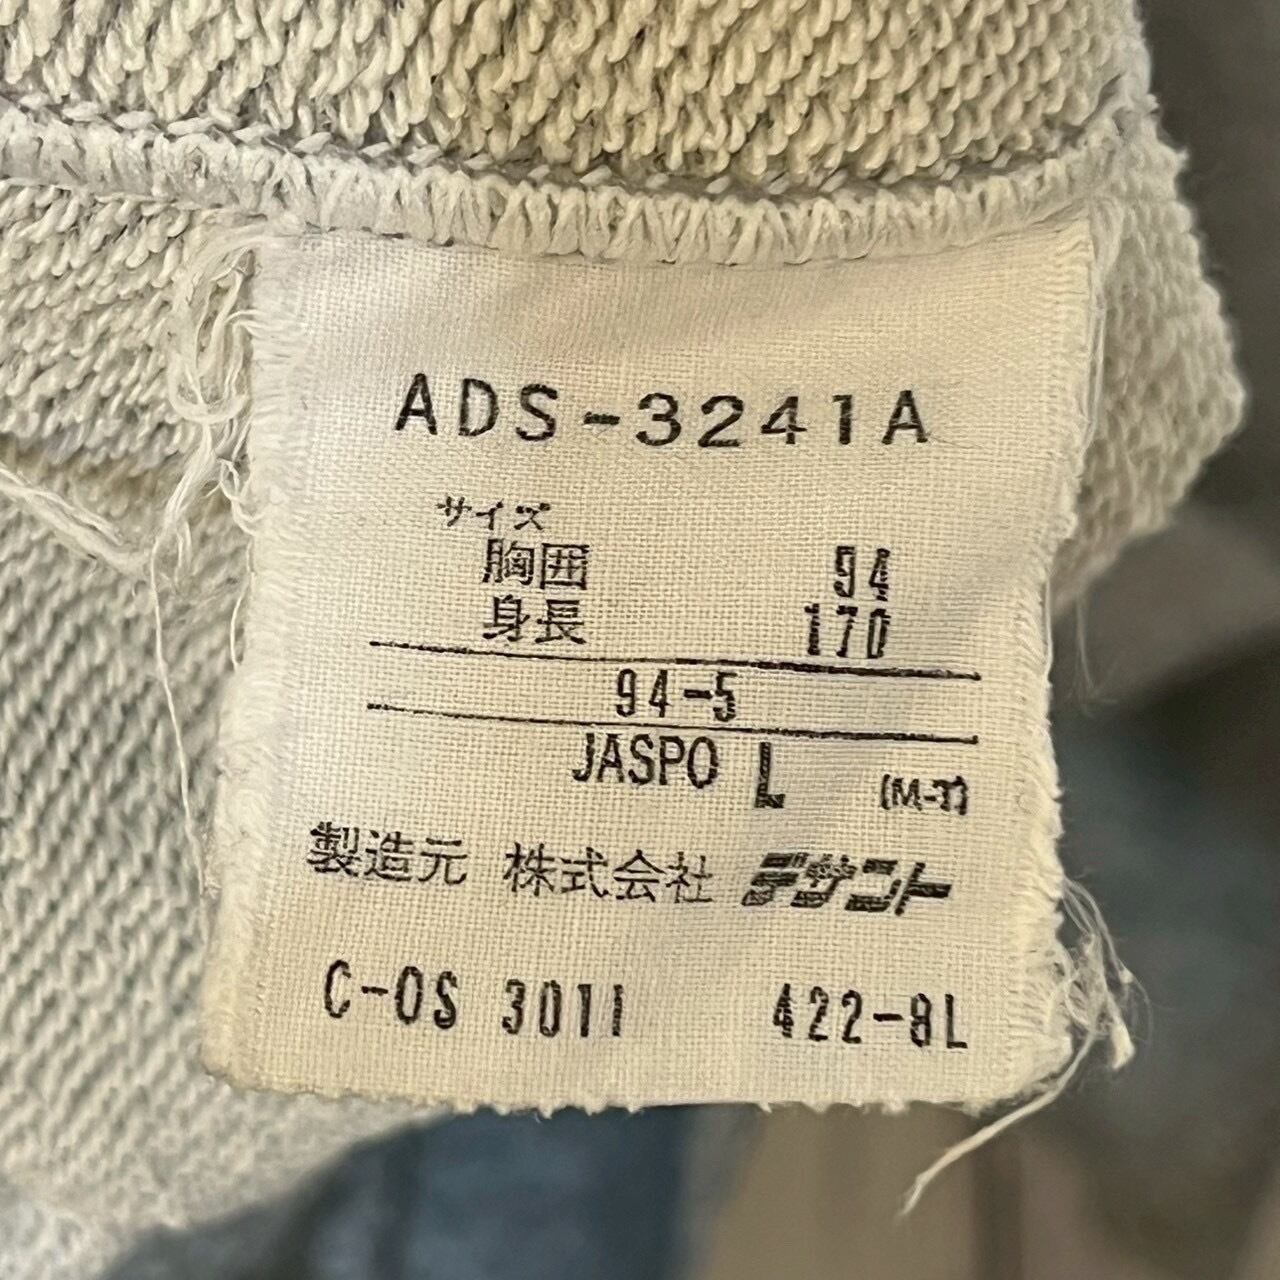 ADS-3241A
サイズ
胸囲 94
身長 170
94-5
JASPO L (M-3)
製造元 株式会社 デサント
C-OS 3011 422-8L